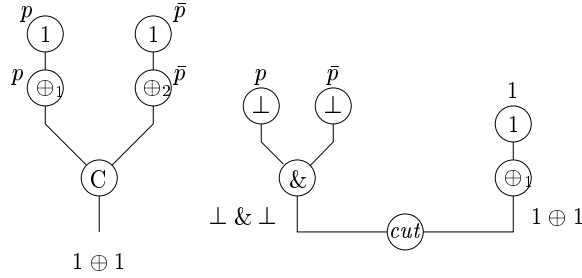 p p̄
1 1
p ⊕₁ ⊕₂ p̄
C
1 ⊕ 1
p p̄
⊥ ⊥
&
⊥ & ⊥
cut
1
1
⊕₁
1 ⊕ 1